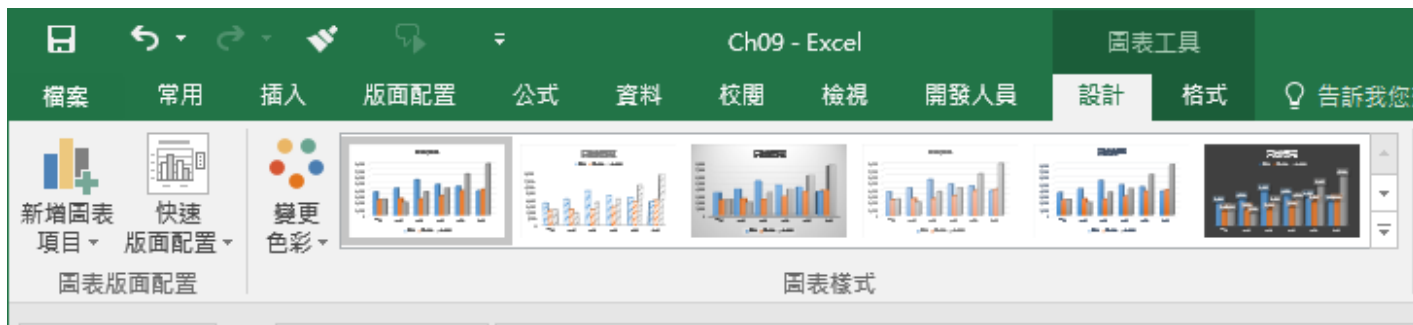 Ch09 - Excel
圖表工具
檔案 常用 插入 版面配置 公式 資料 校閱 檢視 開發人員 設計 格式 告訴我您
新增圖表 快速 變更
項目 版面配置 色彩
圖表版面配置 圖表樣式